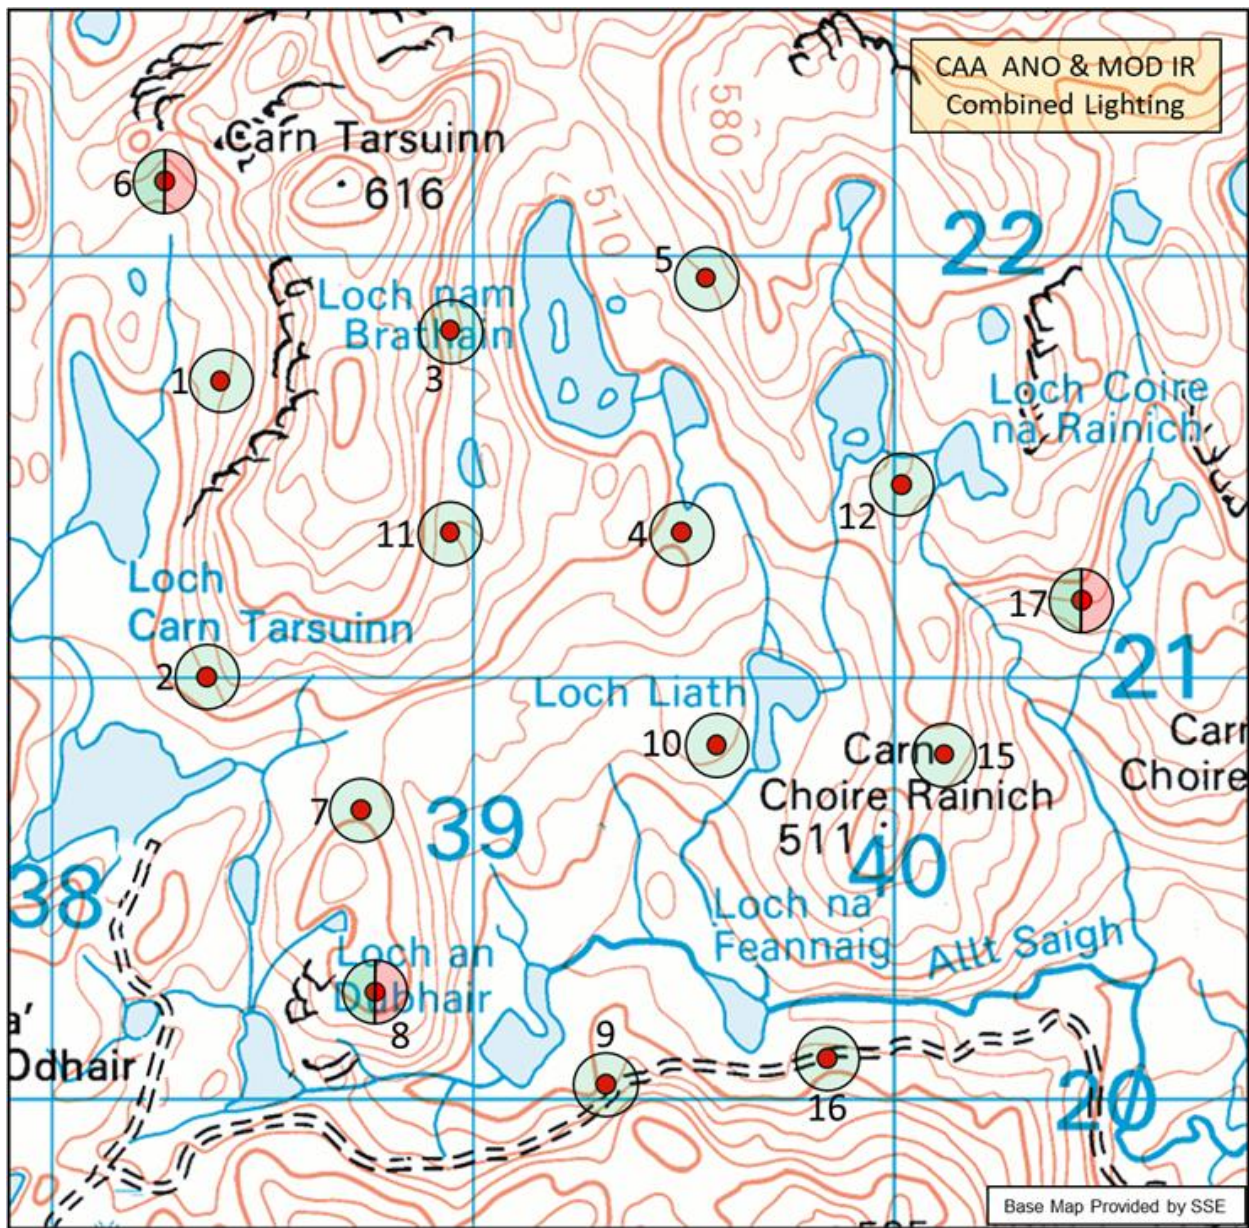 CAA ANO & MOD IR
Combined Lighting
580
Carn Tarsuinn
616
6
510
22
5
Loch nam
Brathain
3
1
Loch Coire
na Rainich
12
11
4
Loch
Carn Tarsuinn
17
21
2
Loch Liath
10
Carn
Choire Rainich
511
15
Carr
Choire
7
39
40
38
Loch na
Feannaig
Allt Saigh
Loch an
Dubhair
8
a'
Odhair
9
16
20
Base Map Provided by SSE